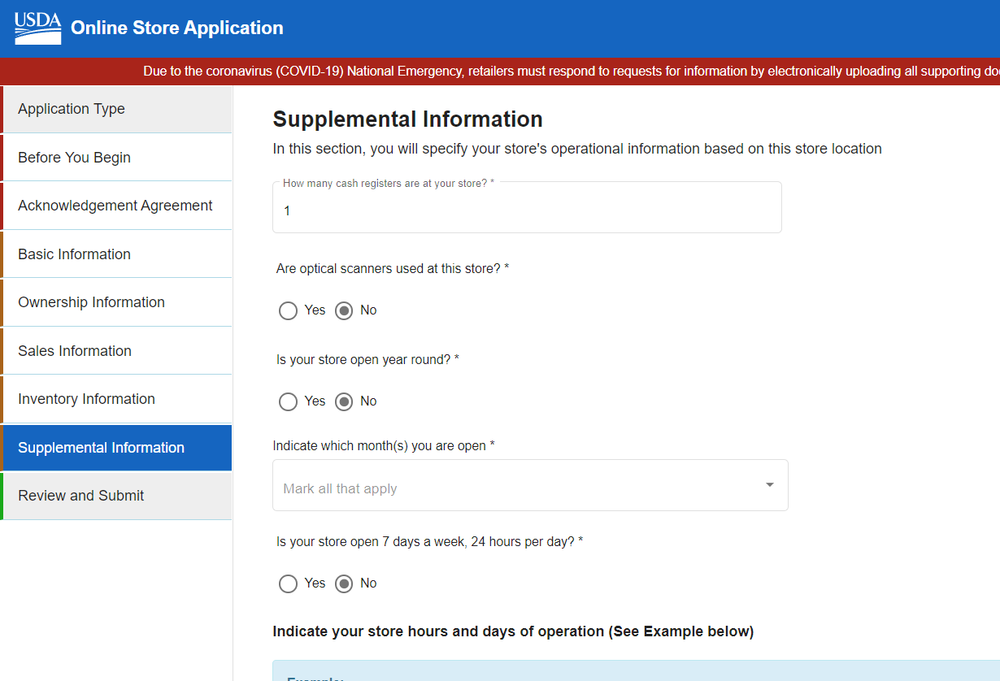 USDA
Online Store Application
Due to the coronavirus (COVID-19) National Emergency, retailers must respond to requests for information by electronically uploading all supporting
Application Type
Before You Begin
Acknowledgement Agreement
Basic Information
Ownership Information
Sales Information
Inventory Information
Supplemental Information
Review and Submit
Supplemental Information
In this section, you will specify your store's operational information based on this store location
How many cash registers are at your store? *
1
Are optical scanners used at this store? *
Yes No
Is your store open year round? *
Yes No
Indicate which month(s) you are open *
Mark all that apply
Is your store open 7 days a week, 24 hours per day? *
Yes No
Indicate your store hours and days of operation (See Example below)
Example: